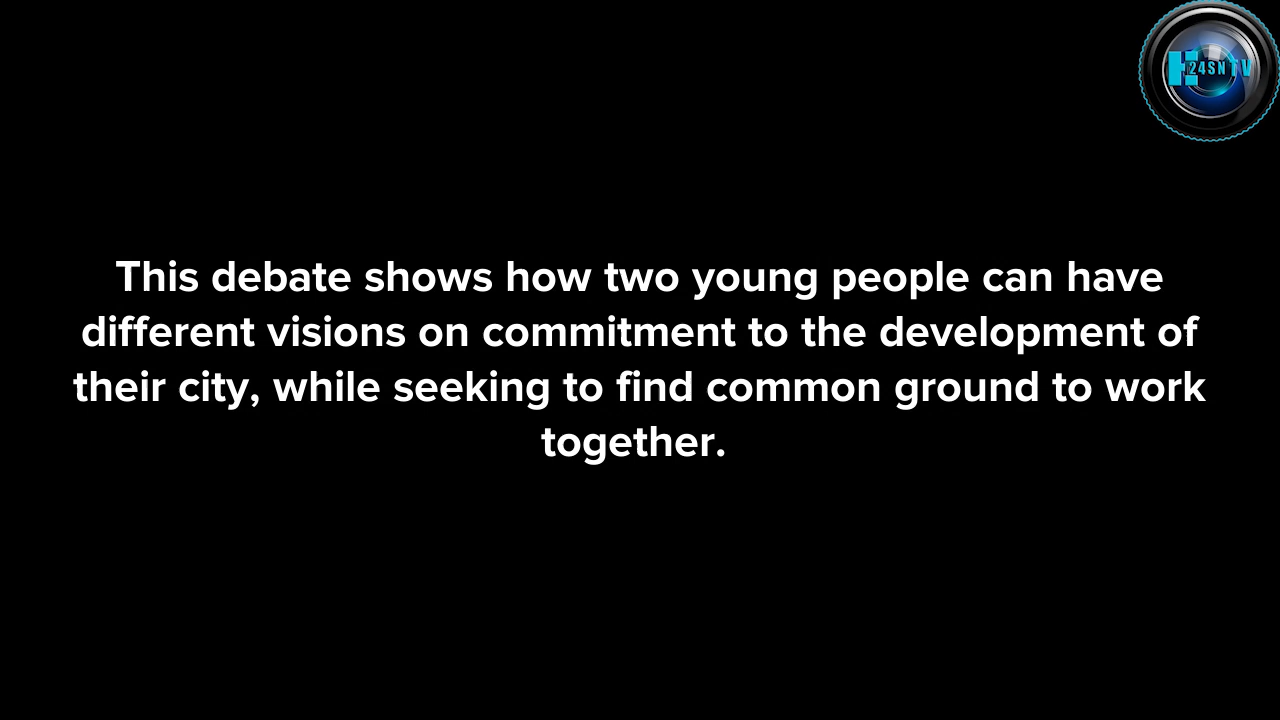 H24SN TV
This debate shows how two young people can have
different visions on commitment to the development of
their city, while seeking to find common ground to work
together.